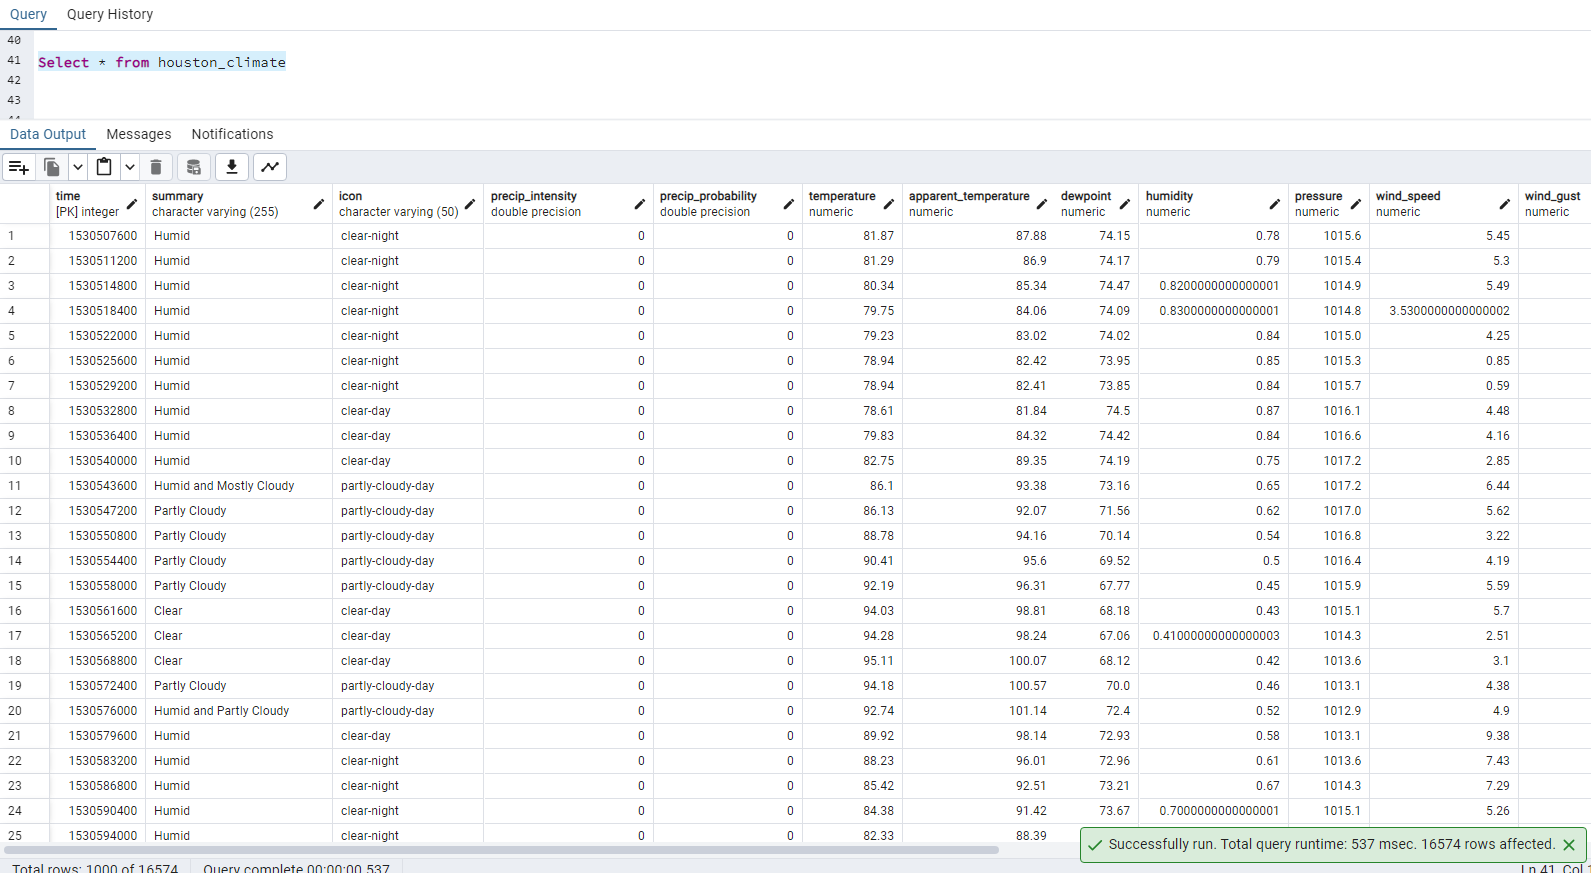 Query Query History
40
41 Select * from houston_climate
42
43
Data Output Messages Notifications
time summary icon precip_intensity precip_probability temperature apparent_temperature dewpoint humidity pressure wind_speed wind_gust
[PK] integer character varying (255) character varying (50) double precision double precision numeric numeric numeric numeric numeric numeric numeric
1 1530507600 Humid clear-night 0 0 81.87 87.88 74.15 0.78 1015.6 5.45
2 1530511200 Humid clear-night 0 0 81.29 86.9 74.17 0.79 1015.4 5.3
3 1530514800 Humid clear-night 0 0 80.34 85.34 74.47 0.8200000000000001 1014.9 5.49
4 1530518400 Humid clear-night 0 0 79.75 84.06 74.09 0.8300000000000001 1014.8 3.5300000000000002
5 1530522000 Humid clear-night 0 0 79.23 83.02 74.02 0.84 1015.0 4.25
6 1530525600 Humid clear-night 0 0 78.94 82.42 73.95 0.85 1015.3 0.85
7 1530529200 Humid clear-night 0 0 78.94 82.41 73.85 0.84 1015.7 0.59
8 1530532800 Humid clear-day 0 0 78.61 81.84 74.5 0.87 1016.1 4.48
9 1530536400 Humid clear-day 0 0 79.83 84.32 74.42 0.84 1016.6 4.16
10 1530540000 Humid clear-day 0 0 82.75 89.35 74.19 0.75 1017.2 2.85
11 1530543600 Humid and Mostly Cloudy partly-cloudy-day 0 0 86.1 93.38 73.16 0.65 1017.2 6.44
12 1530547200 Partly Cloudy partly-cloudy-day 0 0 86.13 92.07 71.56 0.62 1017.0 5.62
13 1530550800 Partly Cloudy partly-cloudy-day 0 0 88.78 94.16 70.14 0.54 1016.8 3.22
14 1530554400 Partly Cloudy partly-cloudy-day 0 0 90.41 95.6 69.52 0.5 1016.4 4.19
15 1530558000 Partly Cloudy partly-cloudy-day 0 0 92.19 96.31 67.77 0.45 1015.9 5.59
16 1530561600 Clear clear-day 0 0 94.03 98.81 68.18 0.43 1015.1 5.7
17 1530565200 Clear clear-day 0 0 94.28 98.24 67.06 0.41000000000000003 1014.3 2.51
18 1530568800 Clear clear-day 0 0 95.11 100.07 68.12 0.42 1013.6 3.1
19 1530572400 Partly Cloudy partly-cloudy-day 0 0 94.18 100.57 70.0 0.46 1013.1 4.38
20 1530576000 Humid and Partly Cloudy partly-cloudy-day 0 0 92.74 101.14 72.4 0.52 1012.9 4.9
21 1530579600 Humid clear-day 0 0 89.92 98.14 72.93 0.58 1013.1 9.38
22 1530583200 Humid clear-night 0 0 88.23 96.01 72.96 0.61 1013.6 7.43
23 1530586800 Humid clear-night 0 0 85.42 92.51 73.21 0.67 1014.3 7.29
24 1530590400 Humid clear-night 0 0 84.38 91.42 73.67 0.7000000000000001 1015.1 5.26
25 1530594000 Humid clear-night 0 0 82.33 88.39
Successfully run. Total query runtime: 537 msec. 16574 rows affected.
Total rows: 1000 of 16574 Query complete 00:00:00.537 Ln 41, Col